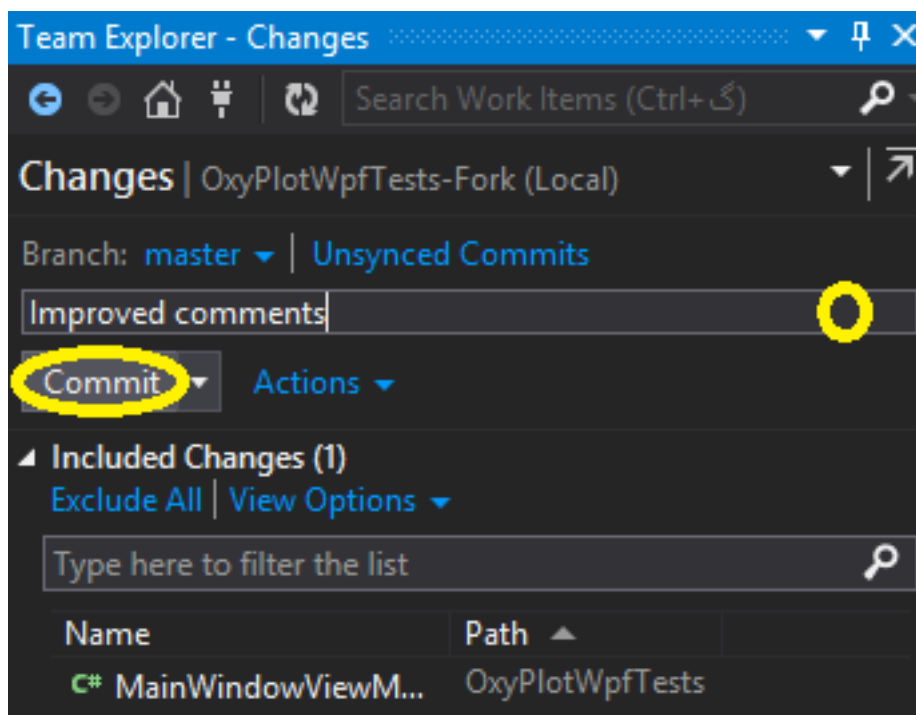 Team Explorer - Changes
Search Work Items (Ctrl+گ)
Changes | OxyPlotWpfTests-Fork (Local)
Branch: master | Unsynced Commits
Improved comments
Commit Actions
Included Changes (1)
Exclude All | View Options
Type here to filter the list
Name Path
C# MainWindowViewM... OxyPlotWpfTests